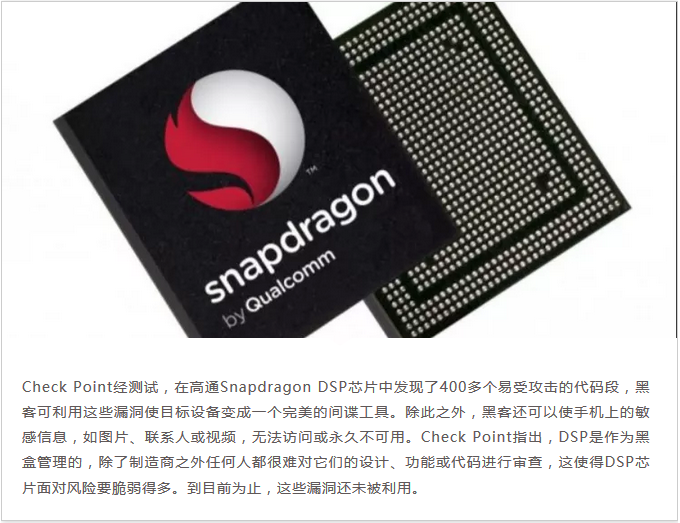 snapdragon™
by Qualcomm
Check Point经测试，在高通Snapdragon DSP芯片中发现了400多个易受攻击的代码段，黑
客可利用这些漏洞使目标设备变成一个完美的间谍工具。除此之外，黑客还可以使手机上的敏
感信息，如图片、联系人或视频，无法访问或永久不可用。Check Point指出，DSP是作为黑
盒管理的，除了制造商之外任何人都很难对它们的设计、功能或代码进行审查，这使得DSP芯
片面对风险要脆弱得多。到目前为止，这些漏洞还未被利用。